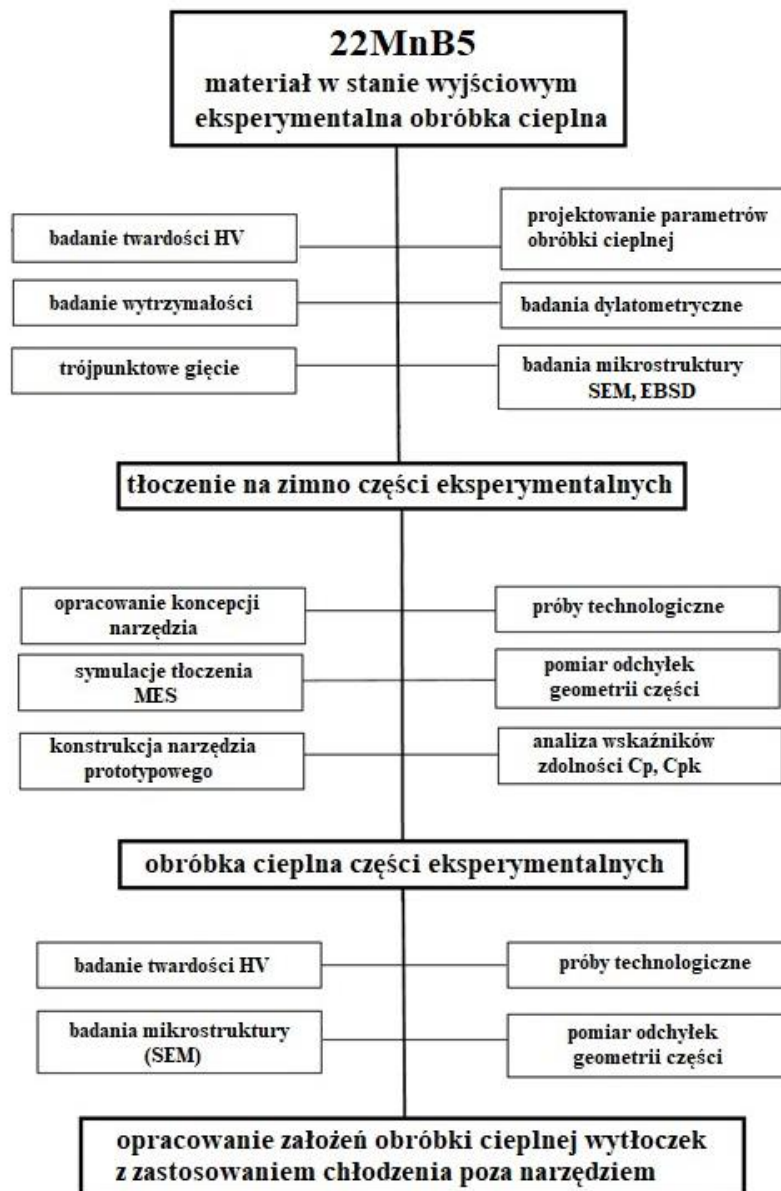 22MnB5
materiał w stanie wyjściowym
eksperymentalna obróbka cieplna
badanie twardości HV
projektowanie parametrów
obróbki cieplnej
badanie wytrzymałości
badania dylatometryczne
trójpunktowe gięcie
badania mikrostruktury
SEM, EBSD
tłoczenie na zimno części eksperymentalnych
opracowanie koncepcji
narzędzia
próby technologiczne
symulacje tłoczenia
MES
pomiar odchyłek
geometrii części
konstrukcja narzędzia
prototypowego
analiza wskaźników
zdolności Cp, Cpk
obróbka cieplna części eksperymentalnych
badanie twardości HV
próby technologiczne
badania mikrostruktury
(SEM)
pomiar odchyłek
geometrii części
opracowanie założeń obróbki cieplnej wytłoczek
z zastosowaniem chłodzenia poza narzędziem